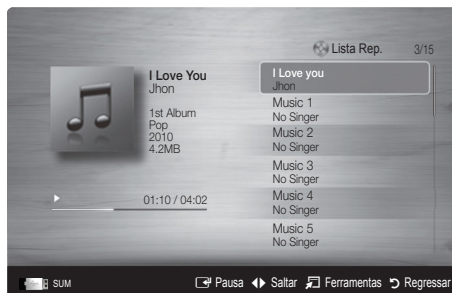 Lista Rep. 3/15
I Love You
Jhon
1st Album
Pop
2010
4.2MB
01:10 / 04:02
I Love you
Jhon
Music 1
No Singer
Music 2
No Singer
Music 3
No Singer
Music 4
No Singer
Music 5
No Singer
SUM Pausa Saltar Ferramentas Regressar